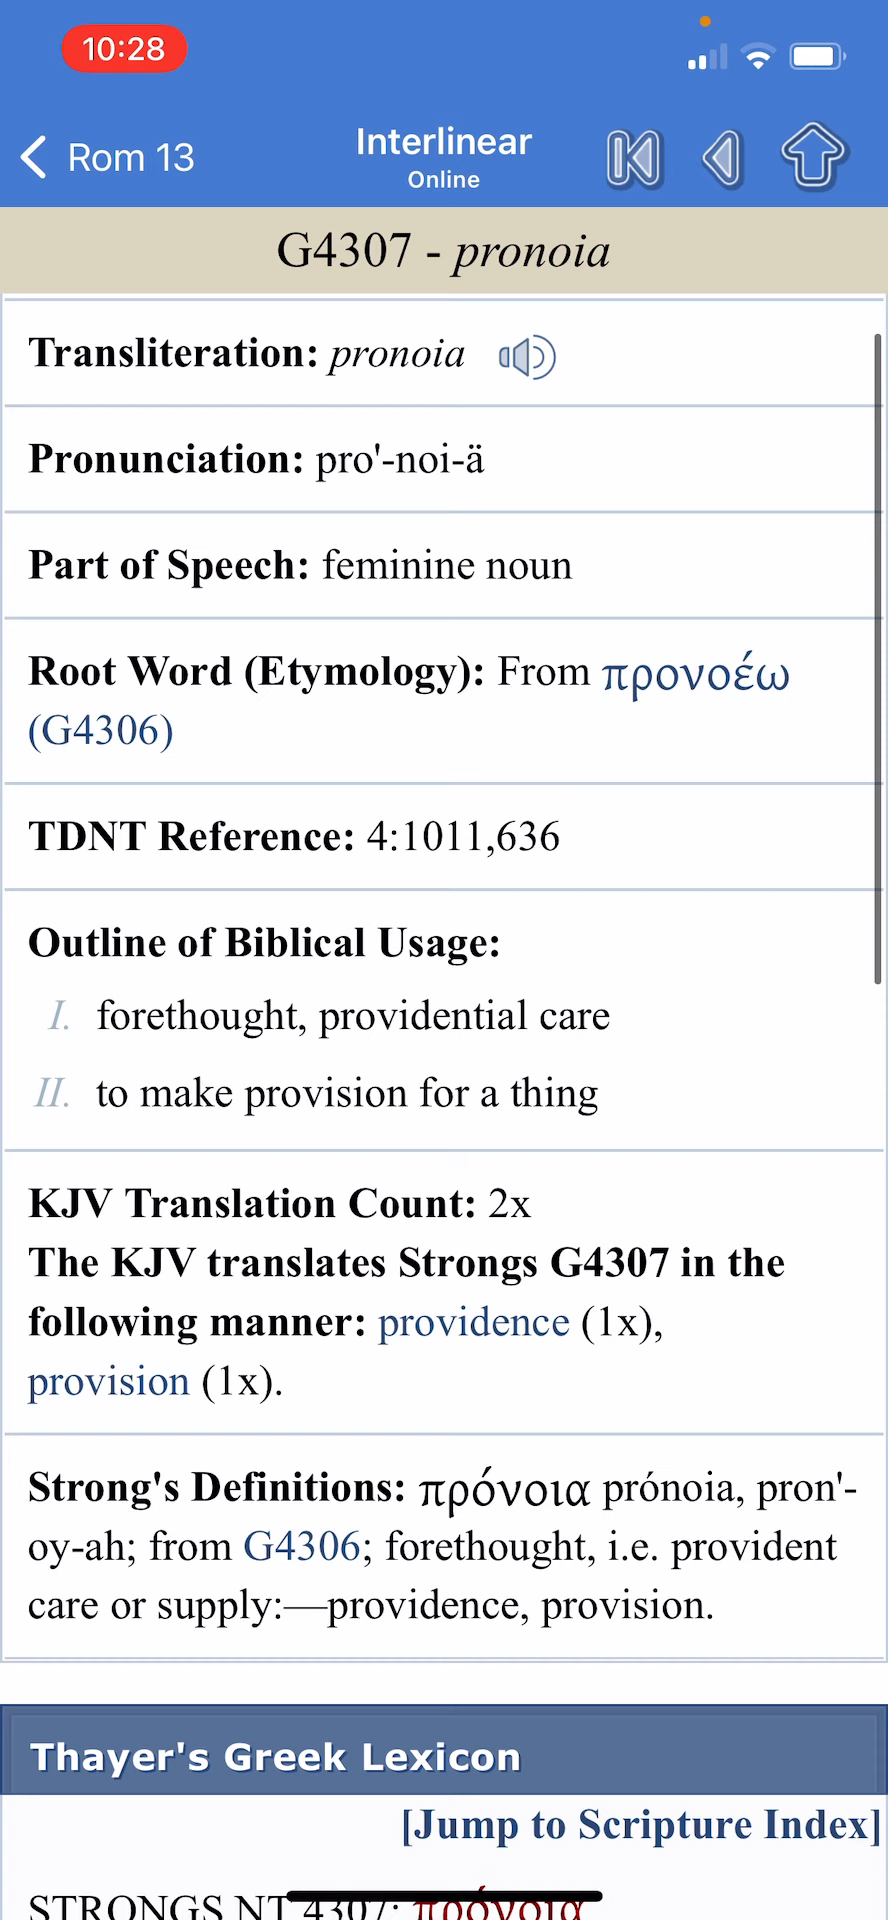 10:28
Rom 13
Interlinear
Online
G4307 - pronoia
Transliteration: pronoia
Pronunciation: pro'-noi-ä
Part of Speech: feminine noun
Root Word (Etymology): From προνοέω
(G4306)
TDNT Reference: 4:1011,636
Outline of Biblical Usage:
I. forethought, providential care
II. to make provision for a thing
KJV Translation Count: 2x
The KJV translates Strongs G4307 in the
following manner: providence (1x),
provision (1x).
Strong's Definitions: πρόνοια prónoia, pron'-
oy-ah; from G4306; forethought, i.e. provident
care or supply:—providence, provision.
Thayer's Greek Lexicon
[Jump to Scripture Index]
STRONGS NT 4307: πρόνοια